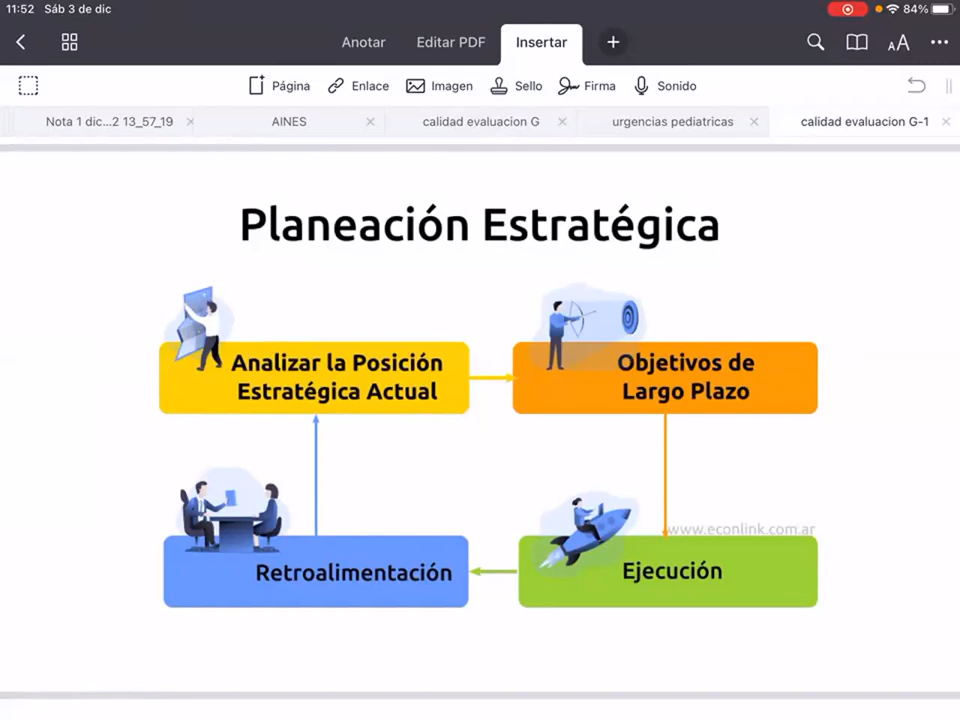 11:52 Sáb 3 de dic 84%
Anotar Editar PDF Insertar
AA
Página Enlace Imagen Sello Firma Sonido
Nota 1 dic...2 13_57_19 AINES calidad evaluacion G urgencias pediatricas calidad evaluacion G-1
Planeación Estratégica
Analizar la Posición
Estratégica Actual
Objetivos de
Largo Plazo
www.econlink.com.ar
Retroalimentación
Ejecución